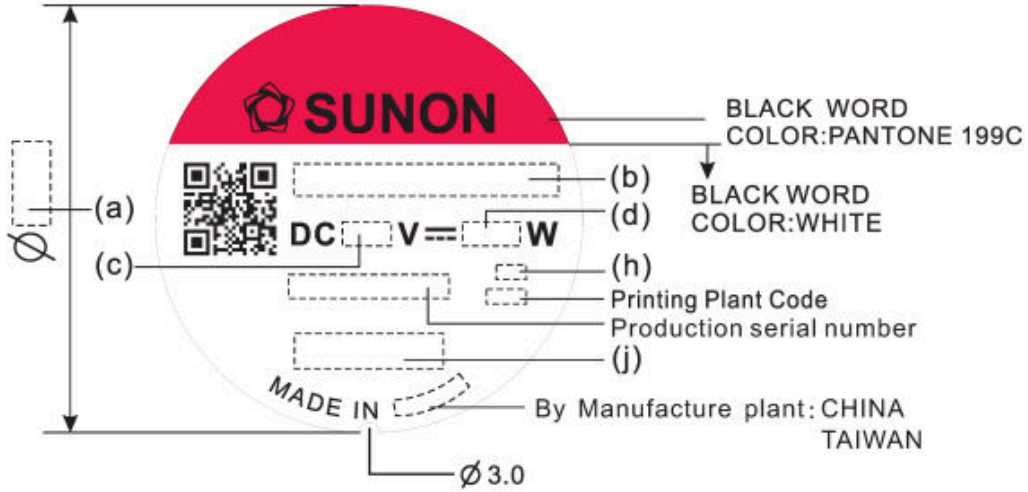 SUNON
BLACK WORD
COLOR:PANTONE 199C
(b)
BLACK WORD
COLOR:WHITE
(a)
(d)
DC V W
Ø
(c)
(h)
Printing Plant Code
Production serial number
(j)
MADE IN
By Manufacture plant: CHINA
TAIWAN
Ø 3.0